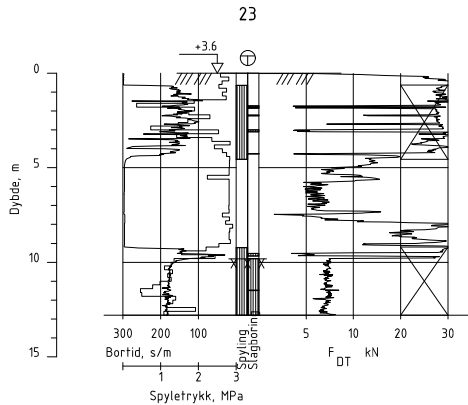 23
+3.6
T
0
5
10
15
Dybde, m
300 200 100
5 10 20 30
Bortid, s/m
F DT kN
1 2 3
Spyletrykk, MPa
Spyling
Slagboring